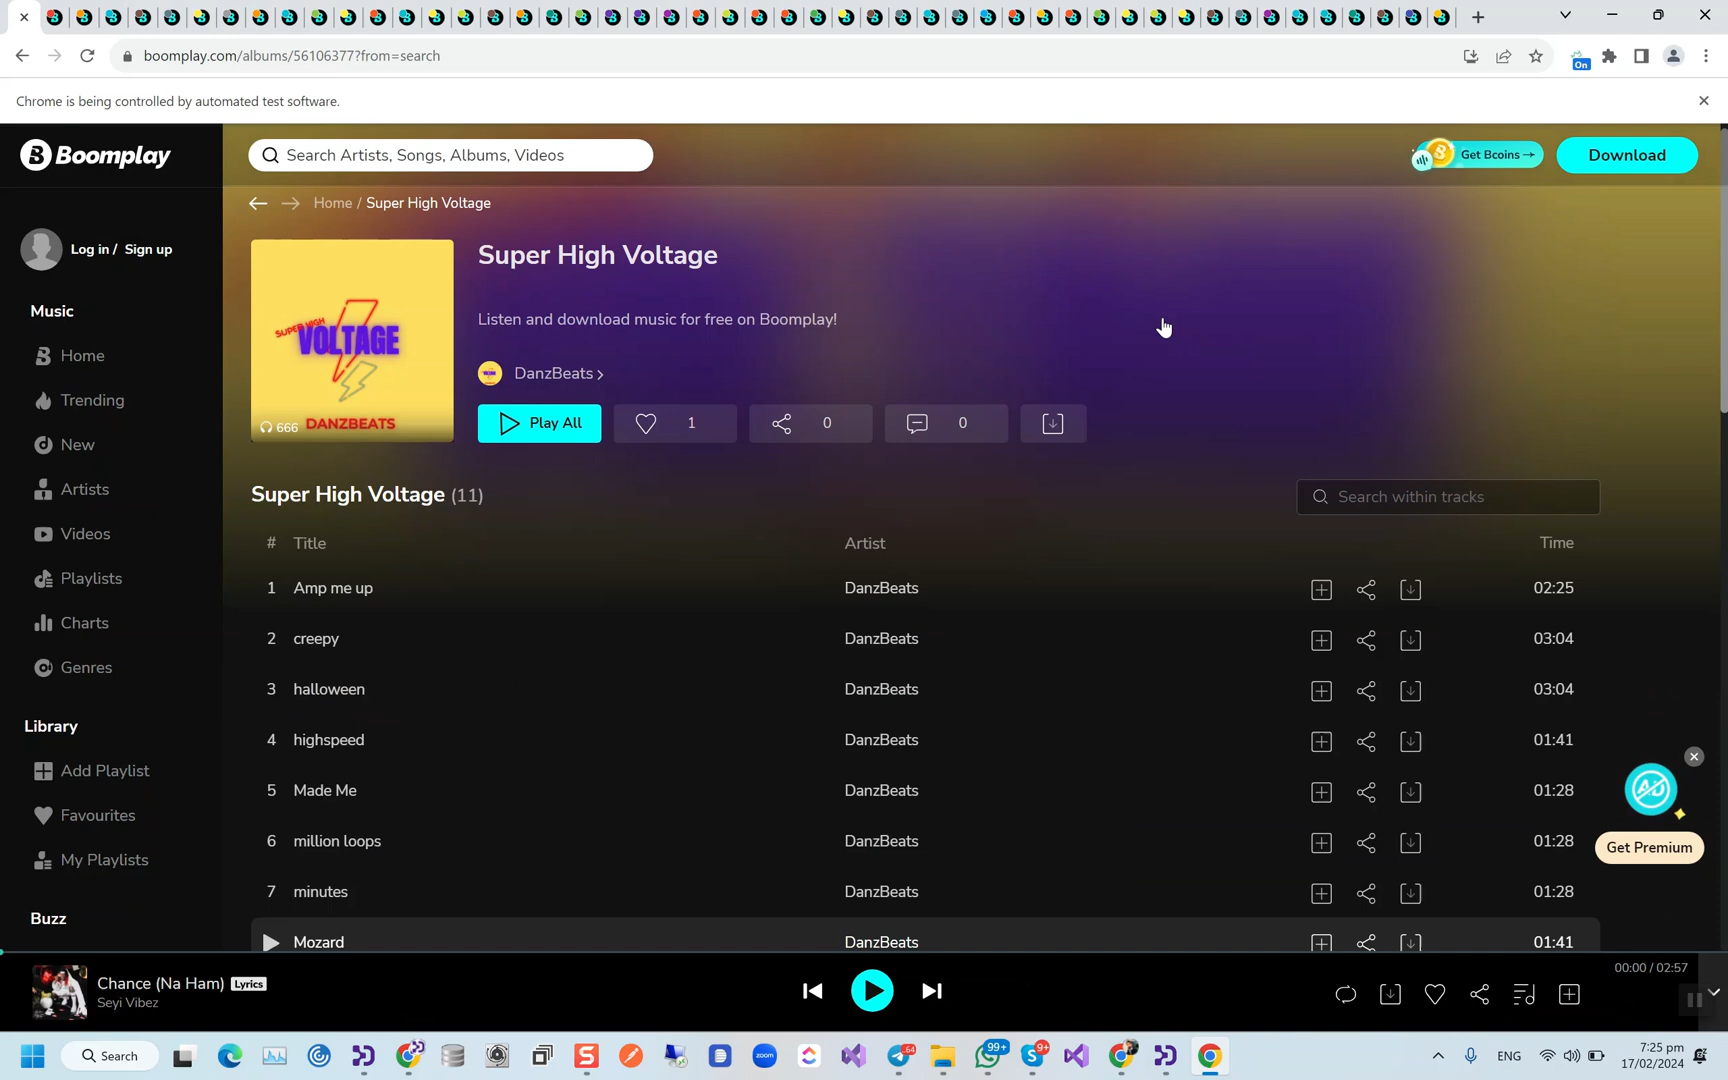 boomplay.com/albums/56106377?from=search
On
Chrome is being controlled by automated test software.
Boomplay
Search Artists, Songs, Albums, Videos
Get Bcoins→
Download
Home / Super High Voltage
Log in / Sign up
Super High Voltage
Listen and download music for free on Boomplay!
SUPER HIGH
VOLTAGE
DANZBEATS
666
DanzBeats
Play All
1
0
0
Music
Home
Trending
New
Artists
Videos
Playlists
Charts
Genres
Library
Add Playlist
Favourites
My Playlists
Buzz
Super High Voltage (11)
Search within tracks
# Title Artist Time
1 Amp me up DanzBeats 02:25
2 creepy DanzBeats 03:04
3 halloween DanzBeats 03:04
4 highspeed DanzBeats 01:41
5 Made Me DanzBeats 01:28
6 million loops DanzBeats 01:28
7 minutes DanzBeats 01:28
Mozard DanzBeats 01:41
AD
Get Premium
Chance (Na Ham) Lyrics
Seyi Vibez
00:00 / 02:57
Search
zoom
64
99+
9+
ENG
7:25 pm
17/02/2024